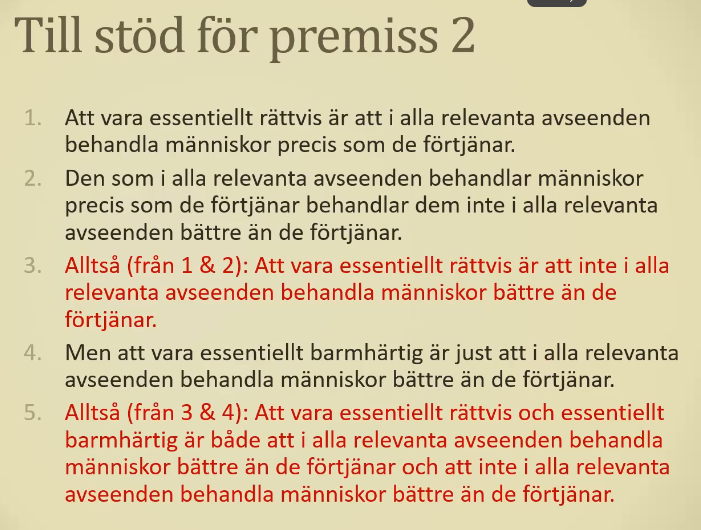 Till stöd för premiss 2
1. Att vara essentiellt rättvis är att i alla relevanta avseenden
behandla människor precis som de förtjänar.
2. Den som i alla relevanta avseenden behandlar människor
precis som de förtjänar behandlar dem inte i alla relevanta
avseenden bättre än de förtjänar.
3. Alltså (från 1 & 2): Att vara essentiellt rättvis är att inte i alla
relevanta avseenden behandla människor bättre än de
förtjänar.
4. Men att vara essentiellt barmhärtig är just att i alla relevanta
avseenden behandla människor bättre än de förtjänar.
5. Alltså (från 3 & 4): Att vara essentiellt rättvis och essentiellt
barmhärtig är både att i alla relevanta avseenden behandla
människor bättre än de förtjänar och att inte i alla relevanta
avseenden behandla människor bättre än de förtjänar.